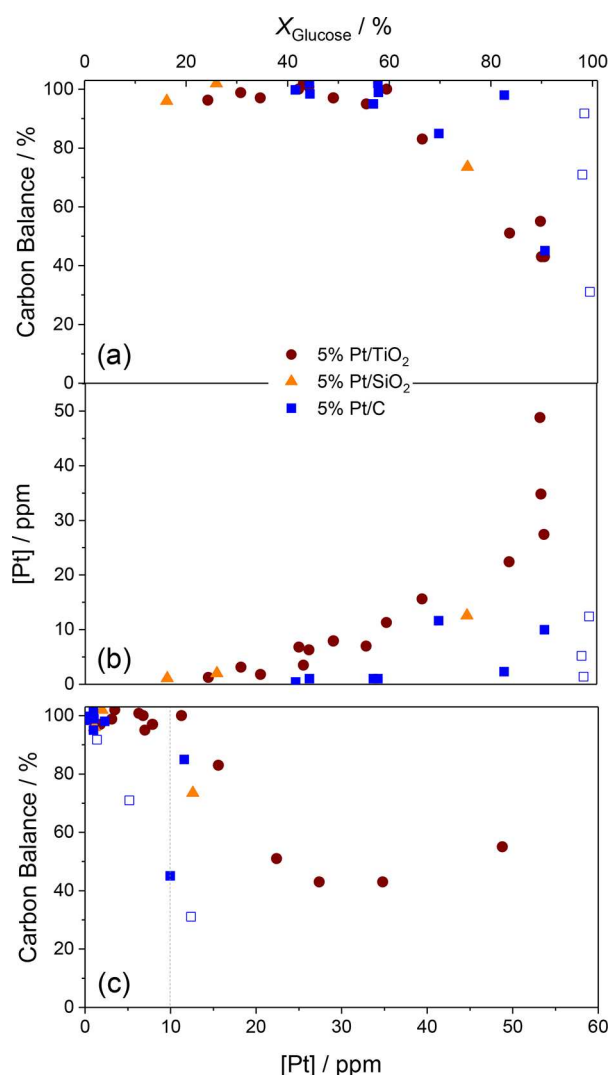 X_Glucose / %
0 20 40 60 80 100
Carbon Balance / %
100
80
60
40
20
0
(a)
5% Pt/TiO₂
5% Pt/SiO₂
5% Pt/C
[Pt] / ppm
50
40
30
20
10
0
(b)
Carbon Balance / %
100
80
60
40
20
0
(c)
0 10 20 30 40 50 60
[Pt] / ppm